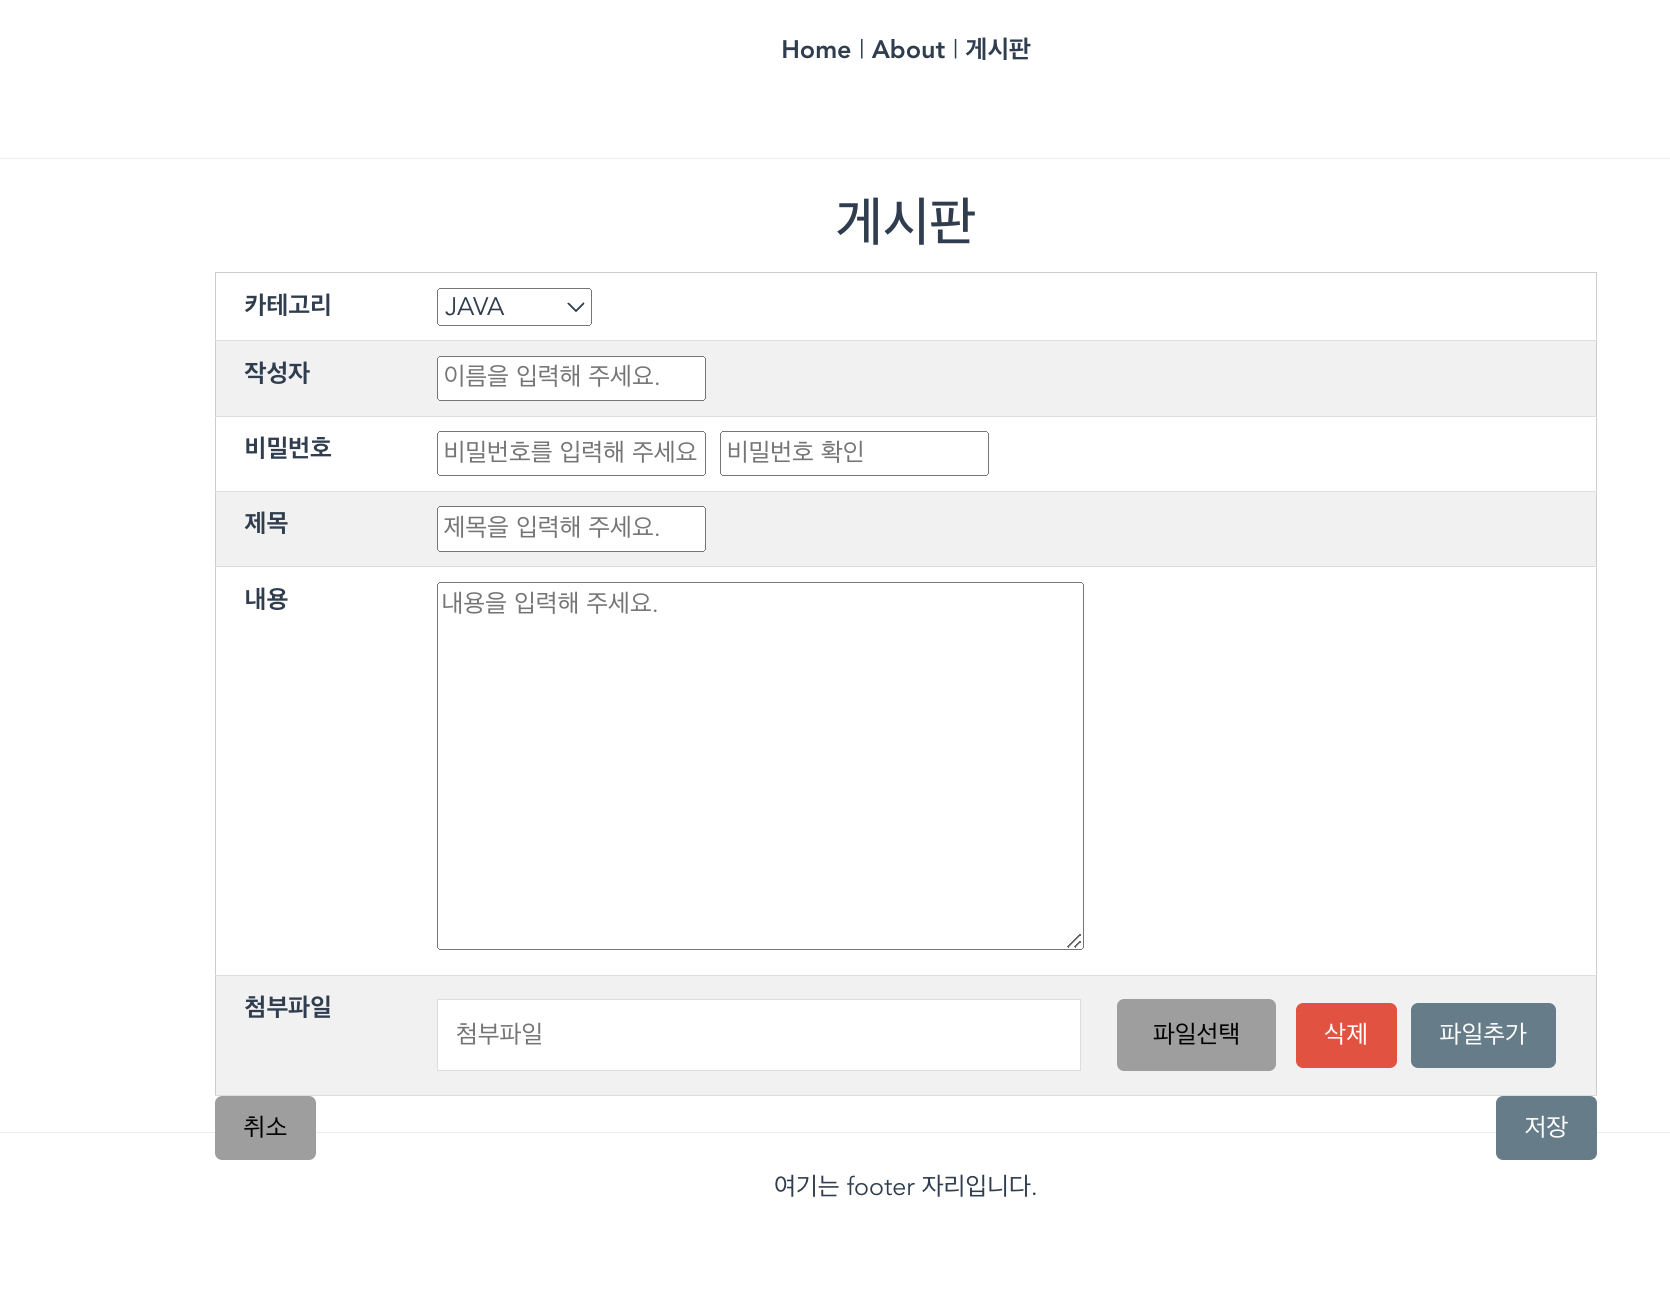 Home | About | 게시판
게시판
카테고리 JAVA
작성자 이름을 입력해 주세요.
비밀번호 비밀번호를 입력해 주세요 비밀번호 확인
제목 제목을 입력해 주세요.
내용 내용을 입력해 주세요.
첨부파일 첨부파일 파일선택 삭제 파일추가
취소 저장
여기는 footer 자리입니다.